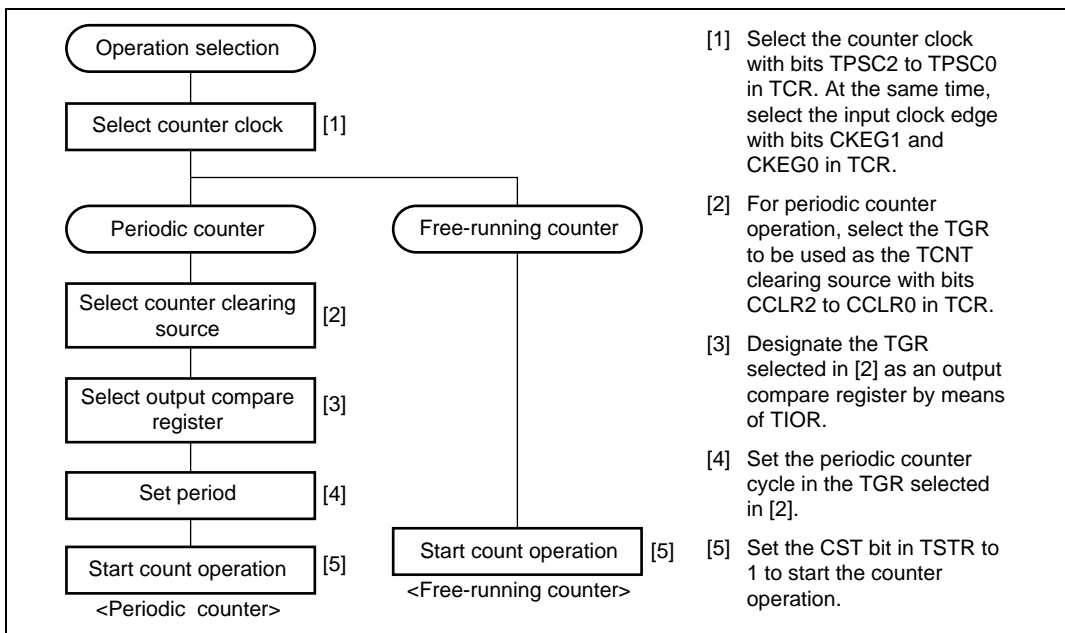 Operation selection
Select counter clock [1]
Periodic counter
Select counter clearing
source
[2]
Select output compare
register
[3]
Set period [4]
Start count operation [5]
<Periodic counter>
Free-running counter
Start count operation [5]
<Free-running counter>
[1] Select the counter clock
with bits TPSC2 to TPSC0
in TCR. At the same time,
select the input clock edge
with bits CKEG1 and
CKEG0 in TCR.
[2] For periodic counter
operation, select the TGR
to be used as the TCNT
clearing source with bits
CCLR2 to CCLR0 in TCR.
[3] Designate the TGR
selected in [2] as an output
compare register by means
of TIOR.
[4] Set the periodic counter
cycle in the TGR selected
in [2].
[5] Set the CST bit in TSTR to
1 to start the counter
operation.